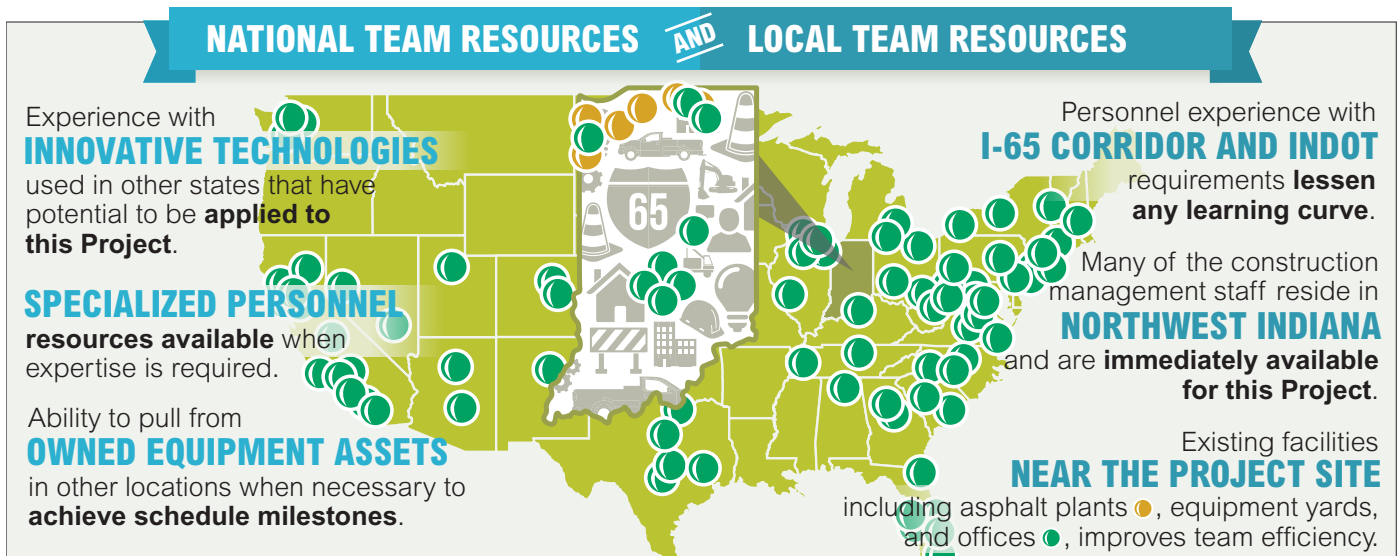 NATIONAL TEAM RESOURCES AND LOCAL TEAM RESOURCES
Experience with
INNOVATIVE TECHNOLOGIES
used in other states that have
potential to be applied to
this Project.
SPECIALIZED PERSONNEL
resources available when
expertise is required.
Ability to pull from
OWNED EQUIPMENT ASSETS
in other locations when necessary to
achieve schedule milestones.
65
Personnel experience with
I-65 CORRIDOR AND INDOT
requirements lessen
any learning curve.
Many of the construction
management staff reside in
NORTHWEST INDIANA
and are immediately available
for this Project.
Existing facilities
NEAR THE PROJECT SITE
including asphalt plants , equipment yards,
and offices , improves team efficiency.